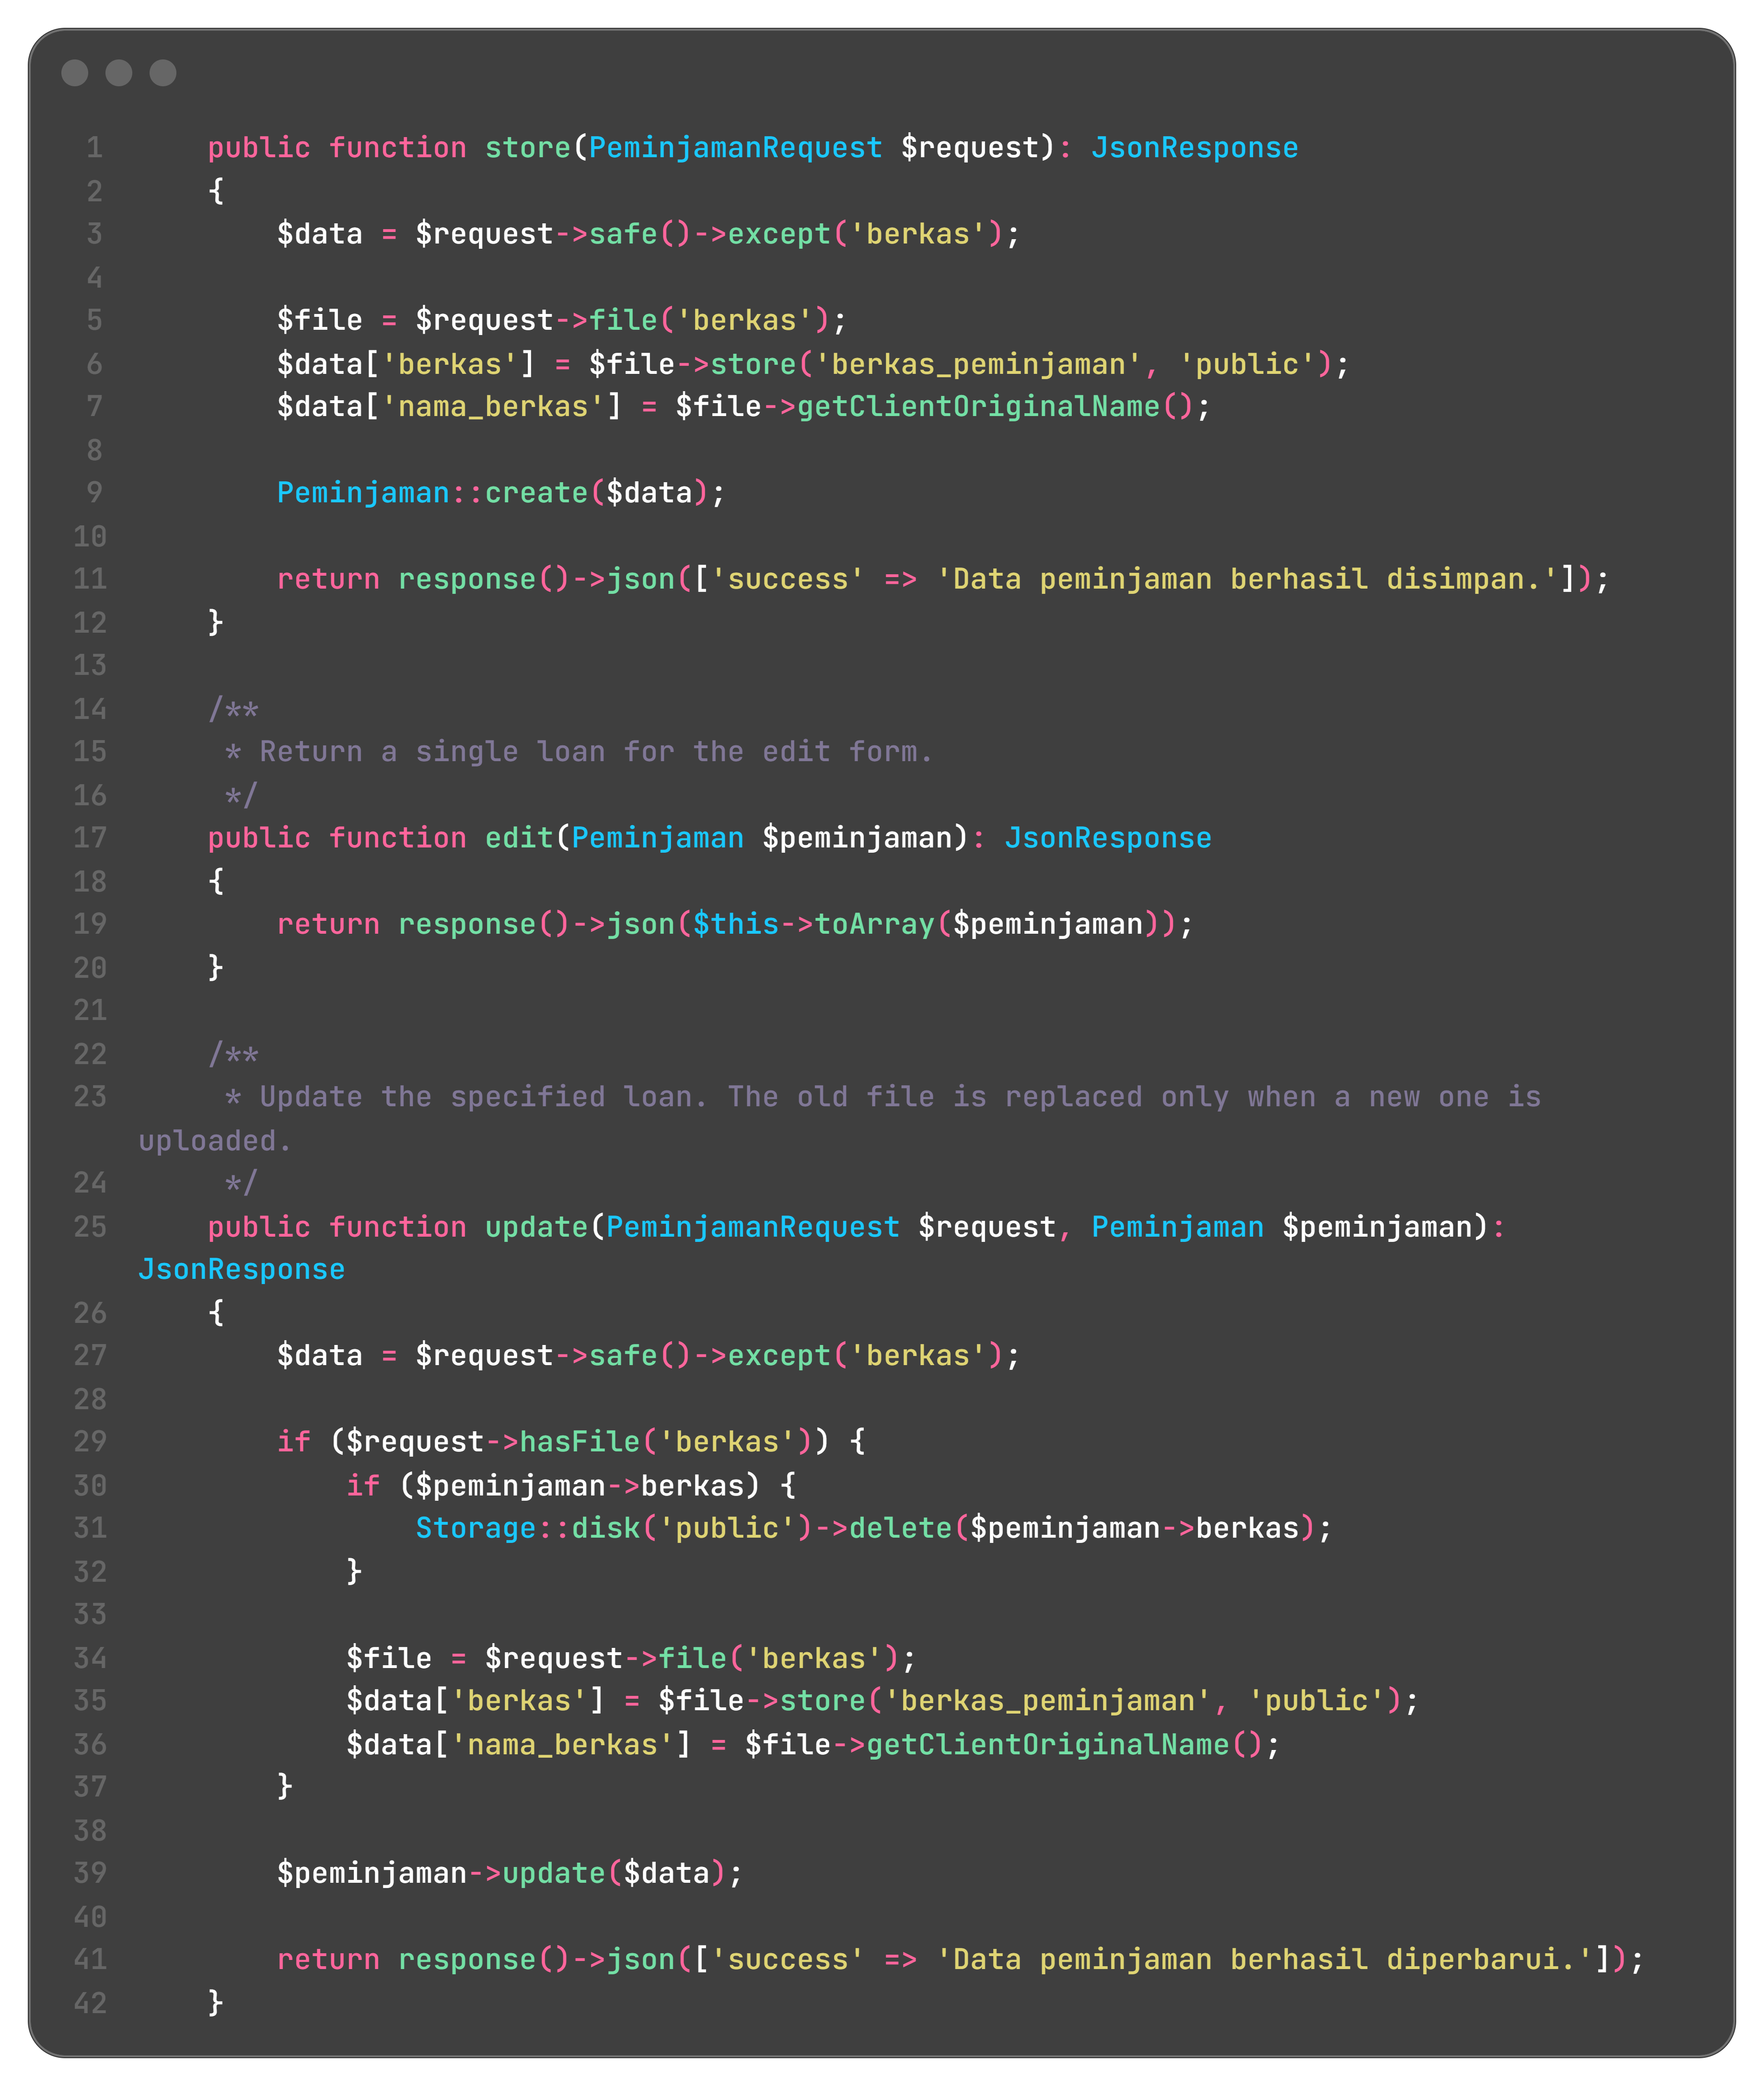 1 public function store(PeminjamanRequest $request): JsonResponse
2 {
3 $data = $request->safe()->except('berkas');
4
5 $file = $request->file('berkas');
6 $data['berkas'] = $file->store('berkas_peminjaman', 'public');
7 $data['nama_berkas'] = $file->getClientOriginalName();
8
9 Peminjaman::create($data);
10
11 return response()->json(['success' => 'Data peminjaman berhasil disimpan.']);
12 }
13
14 /**
15 * Return a single loan for the edit form.
16 */
17 public function edit(Peminjaman $peminjaman): JsonResponse
18 {
19 return response()->json($this->toArray($peminjaman));
20 }
21
22 /**
23 * Update the specified loan. The old file is replaced only when a new one is
uploaded.
24 */
25 public function update(PeminjamanRequest $request, Peminjaman $peminjaman):
JsonResponse
26 {
27 $data = $request->safe()->except('berkas');
28
29 if ($request->hasFile('berkas')) {
30 if ($peminjaman->berkas) {
31 Storage::disk('public')->delete($peminjaman->berkas);
32 }
33
34 $file = $request->file('berkas');
35 $data['berkas'] = $file->store('berkas_peminjaman', 'public');
36 $data['nama_berkas'] = $file->getClientOriginalName();
37 }
38
39 $peminjaman->update($data);
40
41 return response()->json(['success' => 'Data peminjaman berhasil diperbarui.']);
42 }